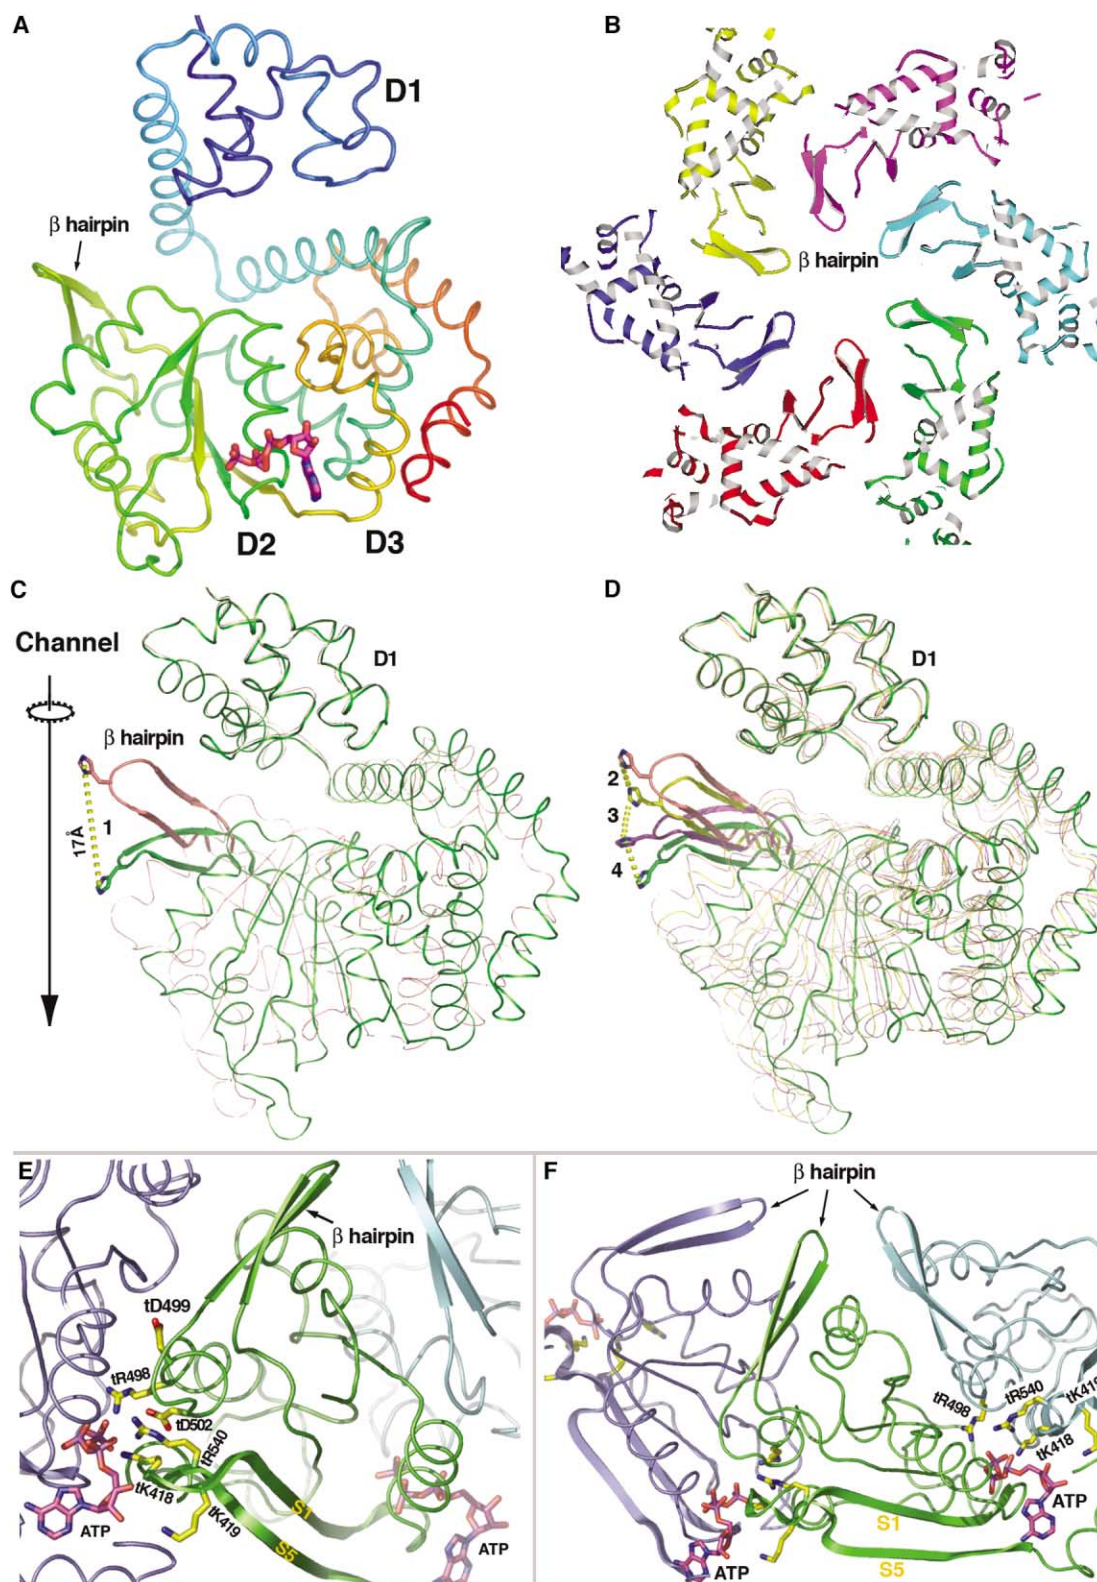 A
D1
β hairpin
D2
D3
B
β hairpin
C
Channel
D1
β hairpin
1
17Å
D
D1
2
3
4
E
β hairpin
tD499
tR498
tD502
tR540
tK418
tK419
S1
S5
ATP
ATP
F
β hairpin
tR498
tR540
tK419
tK418
ATP
S1
S5
ATP